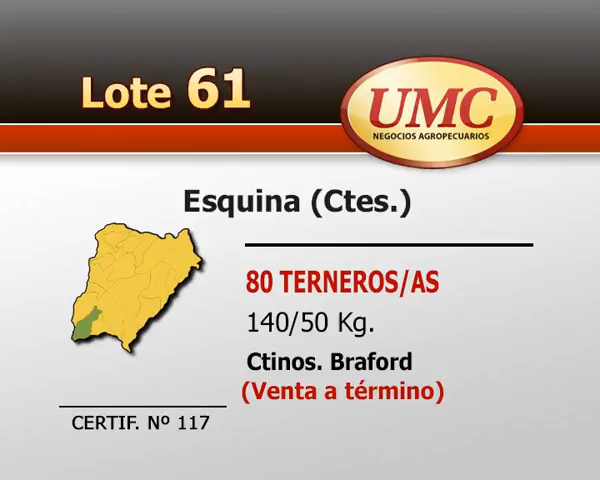 Lote 61
UMC
NEGOCIOS AGROPECUARIOS
Esquina (Ctes.)
80 TERNEROS/AS
140/50 Kg.
Ctinos. Braford
(Venta a término)
CERTIF. Nº 117